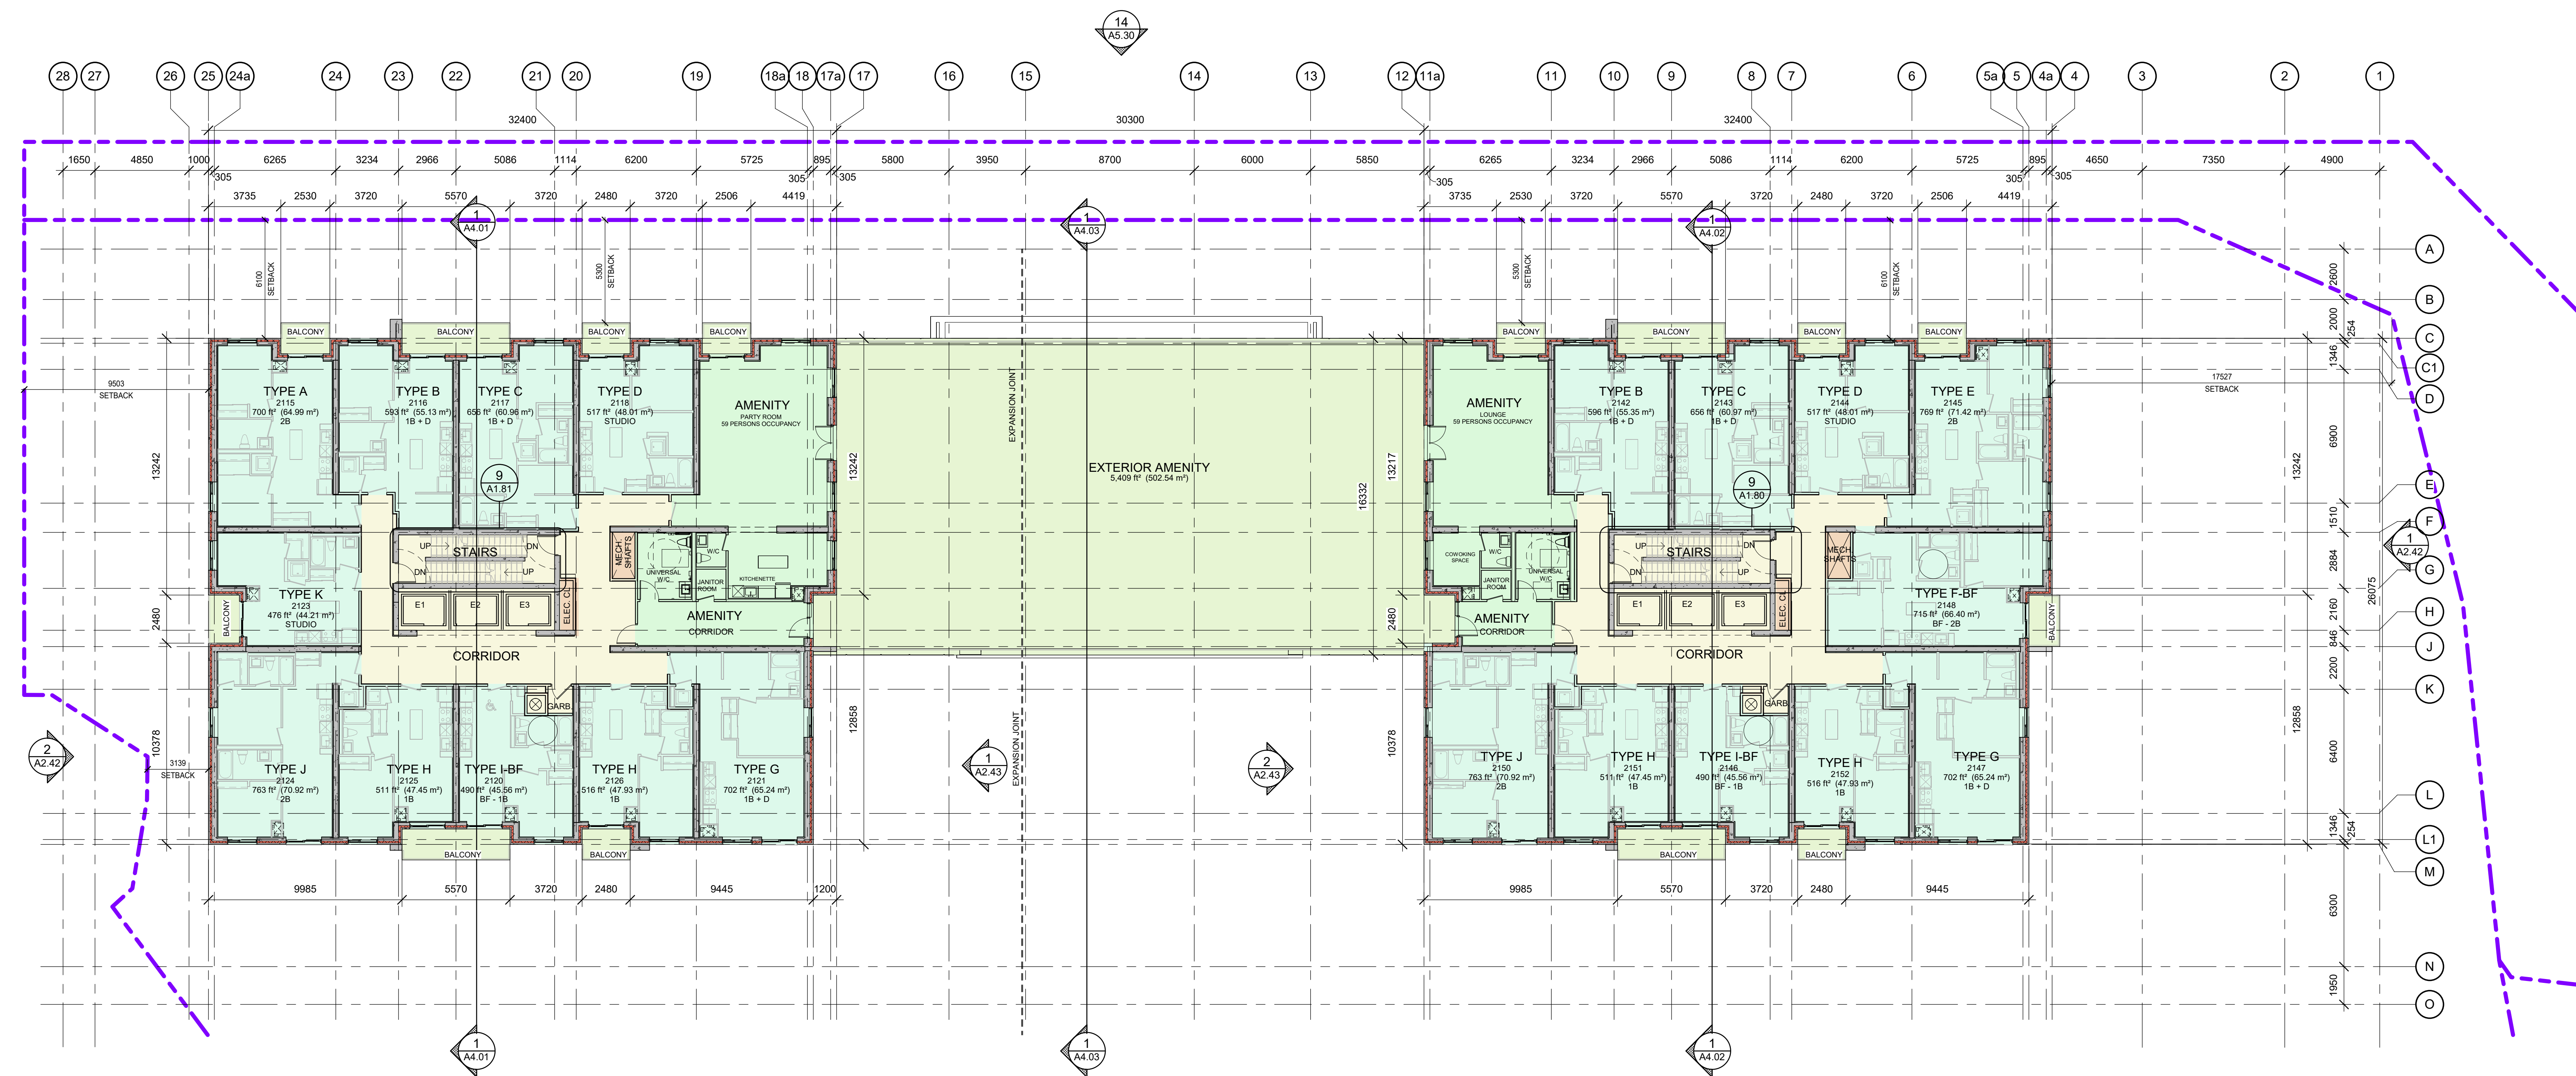 14
A5.30
28 27 26 25 24a 24 23 22 21 20 19 18a 18 17a 17 16 15 14 13 12 11a 11 10 9 8 7 6 5a 5 4a 4 3 2 1
32400 30300 32400
1650 4850 1000 6265 3234 2966 5086 1114 6200 5725 895 5800 3950 8700 6000 5850 6265 3234 2966 5086 1114 6200 5725 895 4650 7350 4900
305 305 305 305 305 305
3735 2530 3720 5570 3720 2480 3720 2506 4419 3735 2530 3720 5570 3720 2480 3720 2506 4419
1
A4.01
1
A4.03
1
A4.02
6100
SETBACK
5300
SETBACK
5300
SETBACK
6100
SETBACK
A
B
C
C1
D
E
F
G
H
J
K
L
L1
M
N
O
2600
2000
254
1346
6900
1510
2884
2160
846
2200
6400
1346
254
6300
1950
13242
12858
26075
17527
SETBACK
1
A2.42
9503
SETBACK
13242
2480
10378
3139
SETBACK
2
A2.42
BALCONY BALCONY BALCONY BALCONY
TYPE A
2115
700 ft² (64.99 m²)
2B
TYPE B
2116
593 ft² (55.13 m²)
1B + D
TYPE C
2117
656 ft² (60.96 m²)
1B + D
TYPE D
2118
517 ft² (48.01 m²)
STUDIO
AMENITY
PARTY ROOM
59 PERSONS OCCUPANCY
9
A1.81
UP
STAIRS
DN
DN
UP
MECH.
SHAFTS
UNIVERSAL
W/C
W/C
JANITOR
ROOM
KITCHENETTE
E1 E2 E3
ELEC. CL.
AMENITY
CORRIDOR
BALCONY
TYPE K
2123
476 ft² (44.21 m²)
STUDIO
CORRIDOR
GARB.
TYPE J
2124
763 ft² (70.92 m²)
2B
TYPE H
2125
511 ft² (47.45 m²)
1B
TYPE I-BF
2120
490 ft² (45.56 m²)
BF - 1B
TYPE H
2126
516 ft² (47.93 m²)
1B
TYPE G
2121
702 ft² (65.24 m²)
1B + D
BALCONY BALCONY
9985 5570 3720 2480 9445 1200
13242
12858
EXPANSION JOINT
EXTERIOR AMENITY
5,409 ft² (502.54 m²)
16332
EXPANSION JOINT
1
A2.43
2
A2.43
13217
2480
10378
BALCONY BALCONY BALCONY BALCONY
AMENITY
LOUNGE
59 PERSONS OCCUPANCY
TYPE B
2142
596 ft² (55.35 m²)
1B + D
TYPE C
2143
656 ft² (60.97 m²)
1B + D
TYPE D
2144
517 ft² (48.01 m²)
STUDIO
TYPE E
2145
769 ft² (71.42 m²)
2B
9
A1.80
COWOKING
SPACE
W/C
JANITOR
ROOM
UNIVERSAL
W/C
UP
STAIRS
DN
DN
UP
MECH.
SHAFTS
E1 E2 E3
ELEC. CL.
AMENITY
CORRIDOR
TYPE F-BF
2148
715 ft² (66.40 m²)
BF - 2B
BALCONY
CORRIDOR
GARB.
TYPE J
2150
763 ft² (70.92 m²)
2B
TYPE H
2151
511 ft² (47.45 m²)
1B
TYPE I-BF
2146
490 ft² (45.56 m²)
BF - 1B
TYPE H
2152
516 ft² (47.93 m²)
1B
TYPE G
2147
702 ft² (65.24 m²)
1B + D
BALCONY BALCONY
9985 5570 3720 2480 9445
1
A4.01
1
A4.03
1
A4.02